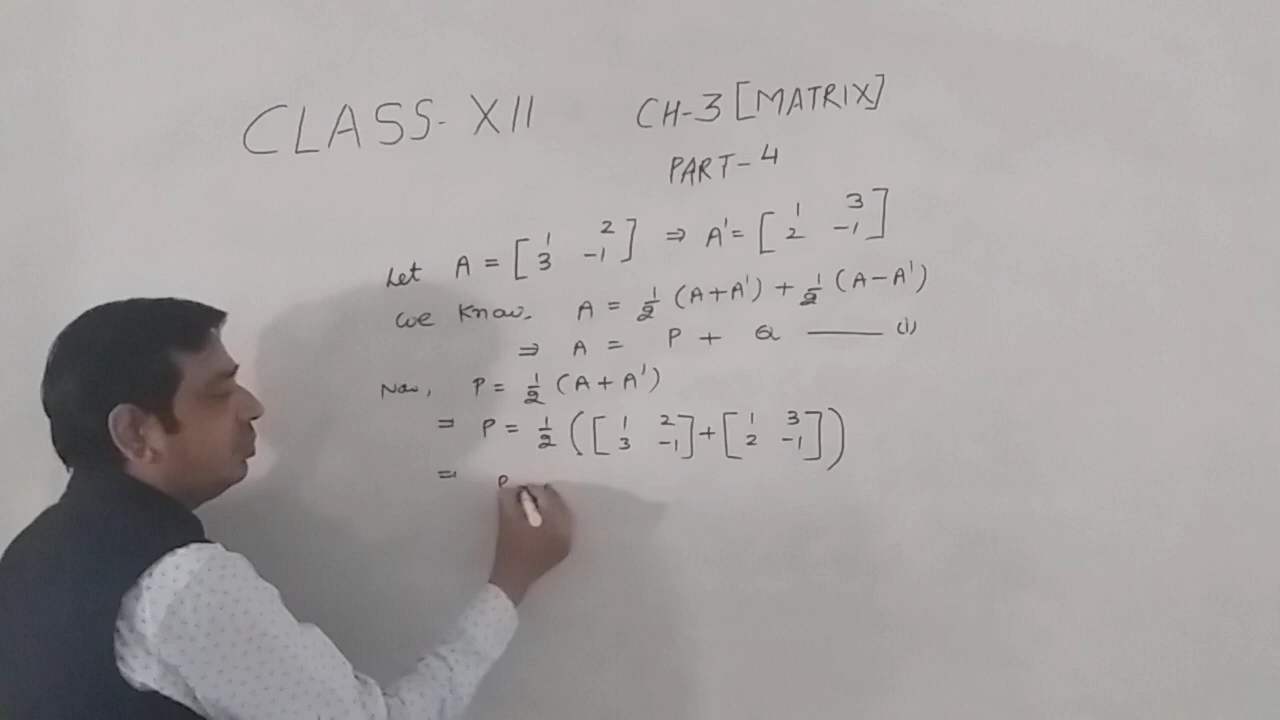 CLASS-XII CH-3 [MATRIX]
PART-4
Let A = [1 2 3 -1] ⇒ A' = [1 3 2 -1]
we know. A = 1/2 (A+A') + 1/2 (A-A')
⇒ A = P + Q —— (i)
Now, P = 1/2 (A+A')
= P = 1/2 ([1 2 3 -1] + [1 3 2 -1])
= P